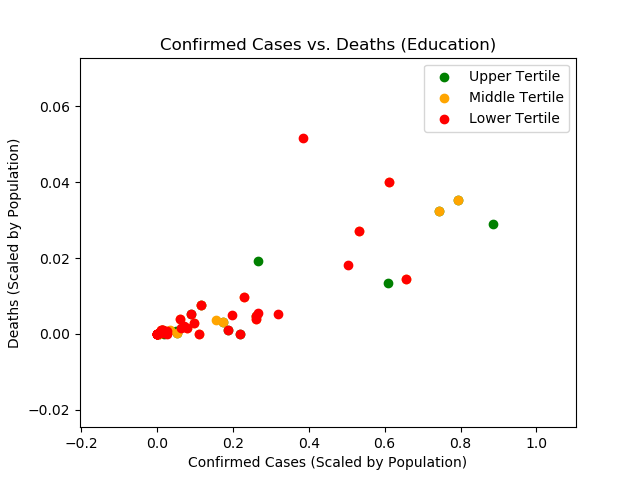 Confirmed Cases vs. Deaths (Education)
Upper Tertile
Middle Tertile
Lower Tertile
Deaths (Scaled by Population)
0.06
0.04
0.02
0.00
−0.02
−0.2
0.0
0.2
0.4
0.6
0.8
1.0
Confirmed Cases (Scaled by Population)